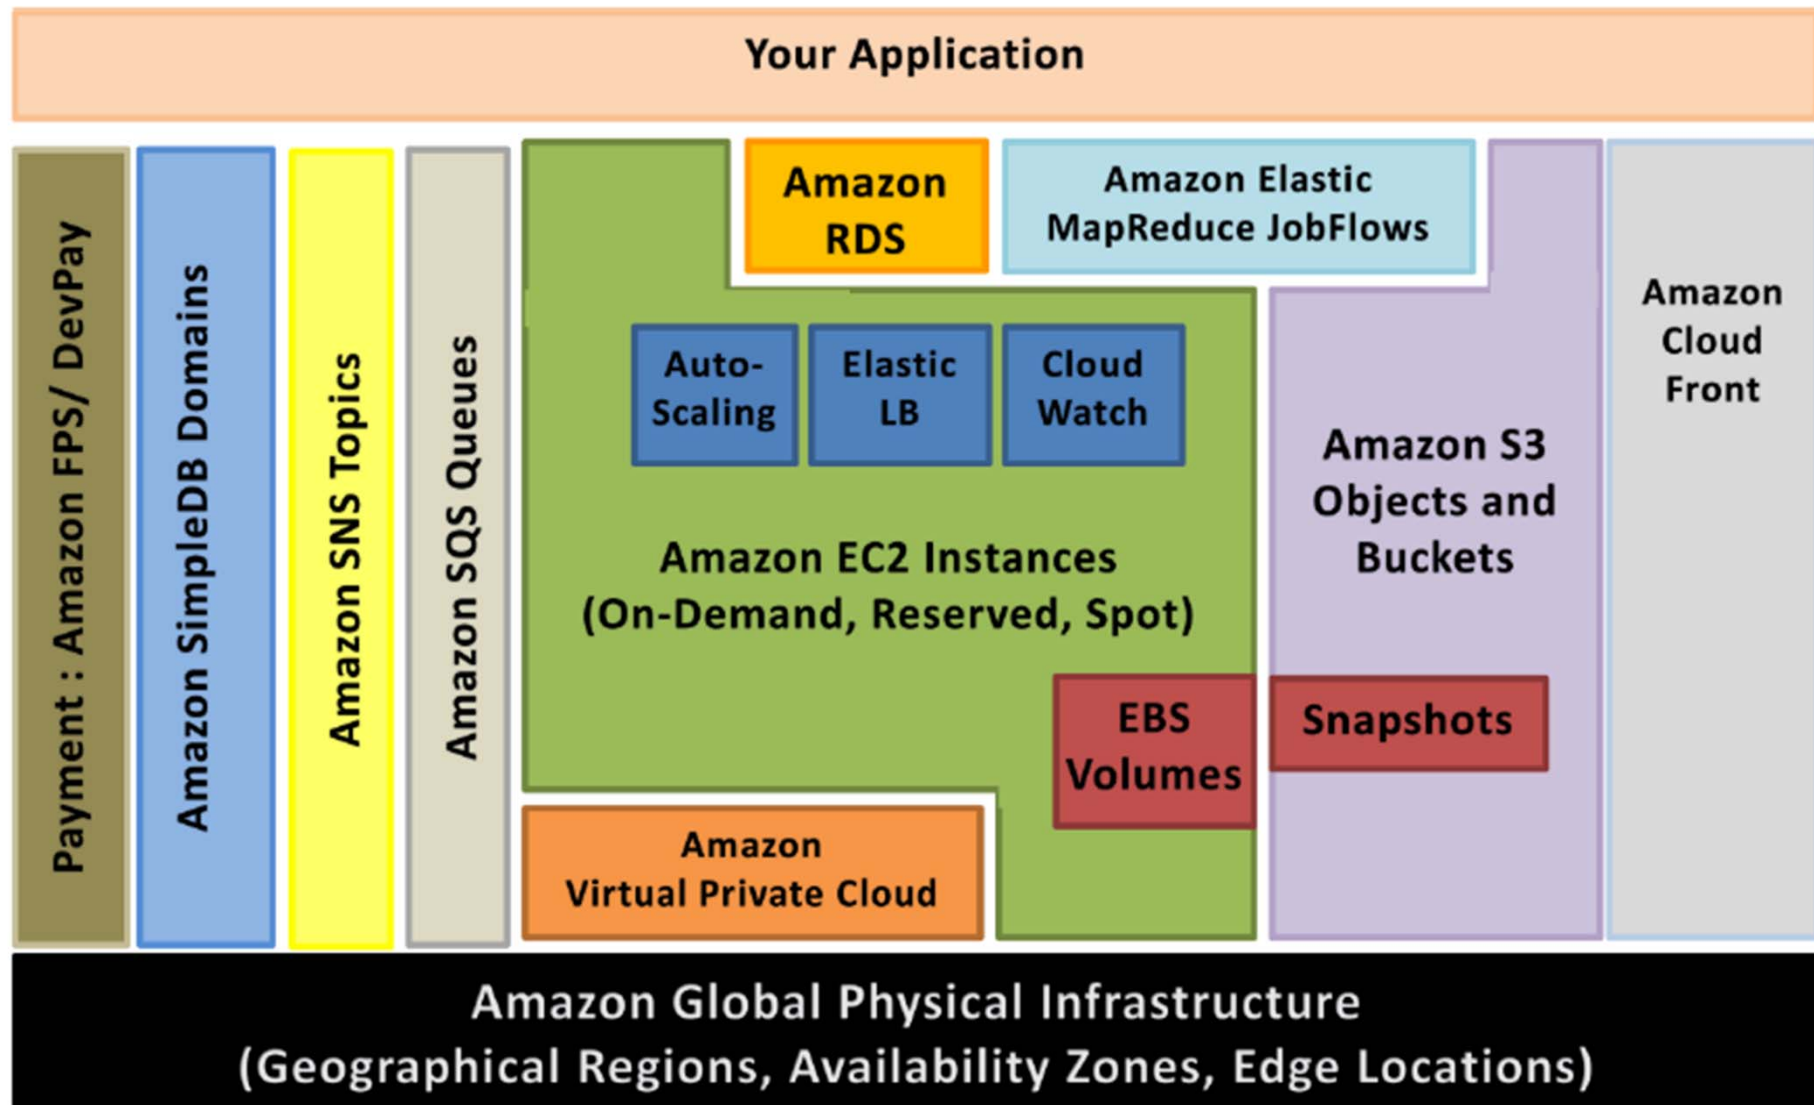 Your Application
Payment : Amazon FPS/ DevPay
Amazon SimpleDB Domains
Amazon SNS Topics
Amazon SQS Queues
Amazon
RDS
Amazon Elastic
MapReduce JobFlows
Auto-
Scaling
Elastic
LB
Cloud
Watch
Amazon EC2 Instances
(On-Demand, Reserved, Spot)
EBS
Volumes
Amazon
Virtual Private Cloud
Amazon S3
Objects and
Buckets
Snapshots
Amazon
Cloud
Front
Amazon Global Physical Infrastructure
(Geographical Regions, Availability Zones, Edge Locations)